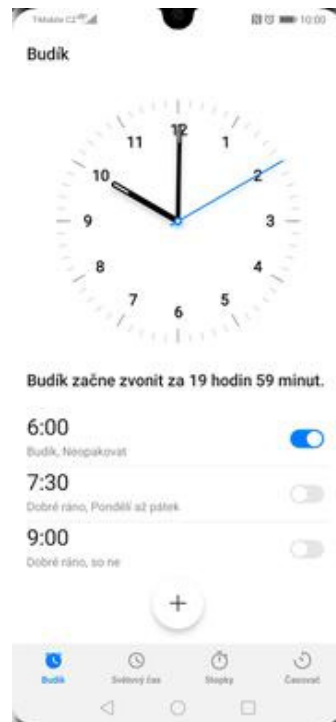 T-Mobile CZ
10:00
Budík
12
1
2
3
4
5
6
7
8
9
10
11
Budík začne zvonit za 19 hodin 59 minut.
6:00
Budík, Neopakovat
7:30
Dobré ráno, Pondělí až pátek
9:00
Dobré ráno, so ne
Budík
Světový čas
Stopky
Časovač